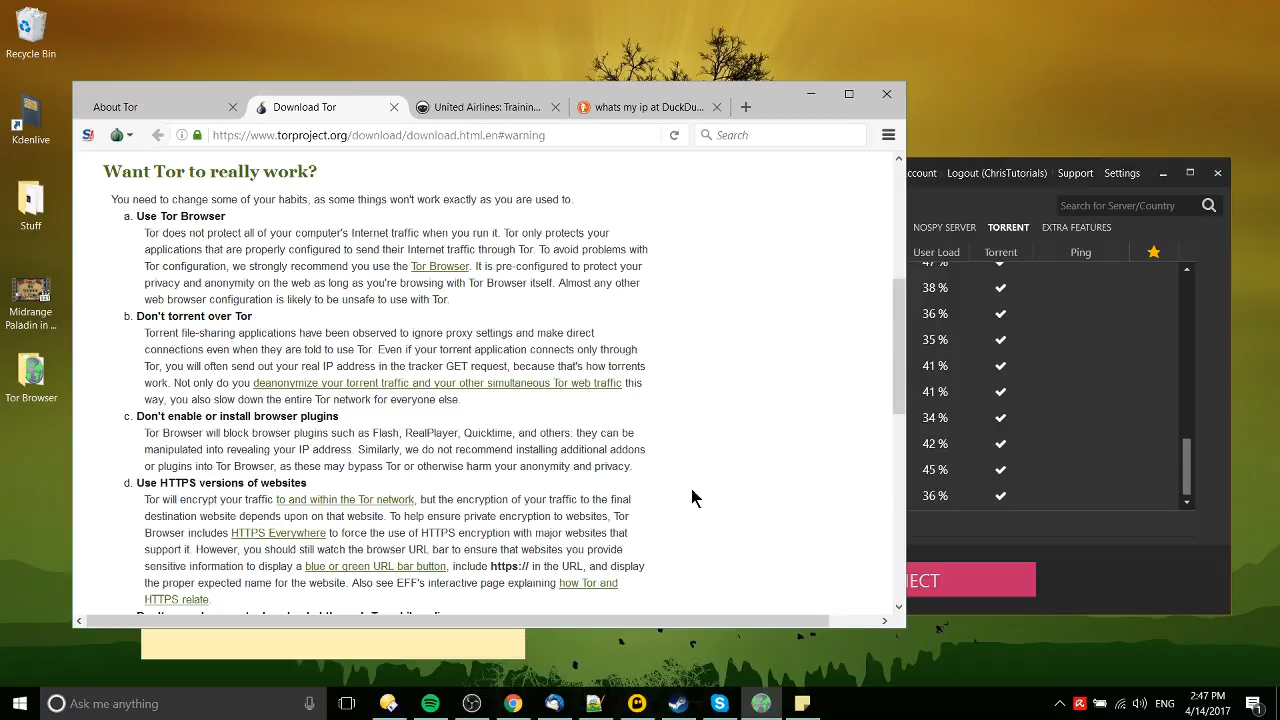 Recycle Bin
Kdenlive
Stuff
Midrange
Paladin in ...
Tor Browser
About Tor
Download Tor
United Airlines: Trainin...
whats my ip at DuckDu...
https://www.torproject.org/download/download.html.en#warning
Search
Want Tor to really work?
You need to change some of your habits, as some things won't work exactly as you are used to.
a. Use Tor Browser
Tor does not protect all of your computer's Internet traffic when you run it. Tor only protects your
applications that are properly configured to send their Internet traffic through Tor. To avoid problems with
Tor configuration, we strongly recommend you use the Tor Browser. It is pre-configured to protect your
privacy and anonymity on the web as long as you're browsing with Tor Browser itself. Almost any other
web browser configuration is likely to be unsafe to use with Tor.
b. Don't torrent over Tor
Torrent file-sharing applications have been observed to ignore proxy settings and make direct
connections even when they are told to use Tor. Even if your torrent application connects only through
Tor, you will often send out your real IP address in the tracker GET request, because that's how torrents
work. Not only do you deanonymize your torrent traffic and your other simultaneous Tor web traffic this
way, you also slow down the entire Tor network for everyone else.
c. Don't enable or install browser plugins
Tor Browser will block browser plugins such as Flash, RealPlayer, Quicktime, and others: they can be
manipulated into revealing your IP address. Similarly, we do not recommend installing additional addons
or plugins into Tor Browser, as these may bypass Tor or otherwise harm your anonymity and privacy.
d. Use HTTPS versions of websites
Tor will encrypt your traffic to and within the Tor network, but the encryption of your traffic to the final
destination website depends upon on that website. To help ensure private encryption to websites, Tor
Browser includes HTTPS Everywhere to force the use of HTTPS encryption with major websites that
support it. However, you should still watch the browser URL bar to ensure that websites you provide
sensitive information to display a blue or green URL bar button, include https:// in the URL, and display
the proper expected name for the website. Also see EFF's interactive page explaining how Tor and
HTTPS relate.
ccount Logout (ChrisTutorials) Support Settings
Search for Server/Country
NOSPY SERVER TORRENT EXTRA FEATURES
User Load Torrent Ping
38 %
36 %
35 %
41 %
41 %
34 %
42 %
45 %
36 %
ECT
Ask me anything
ENG
2:47 PM
4/14/2017